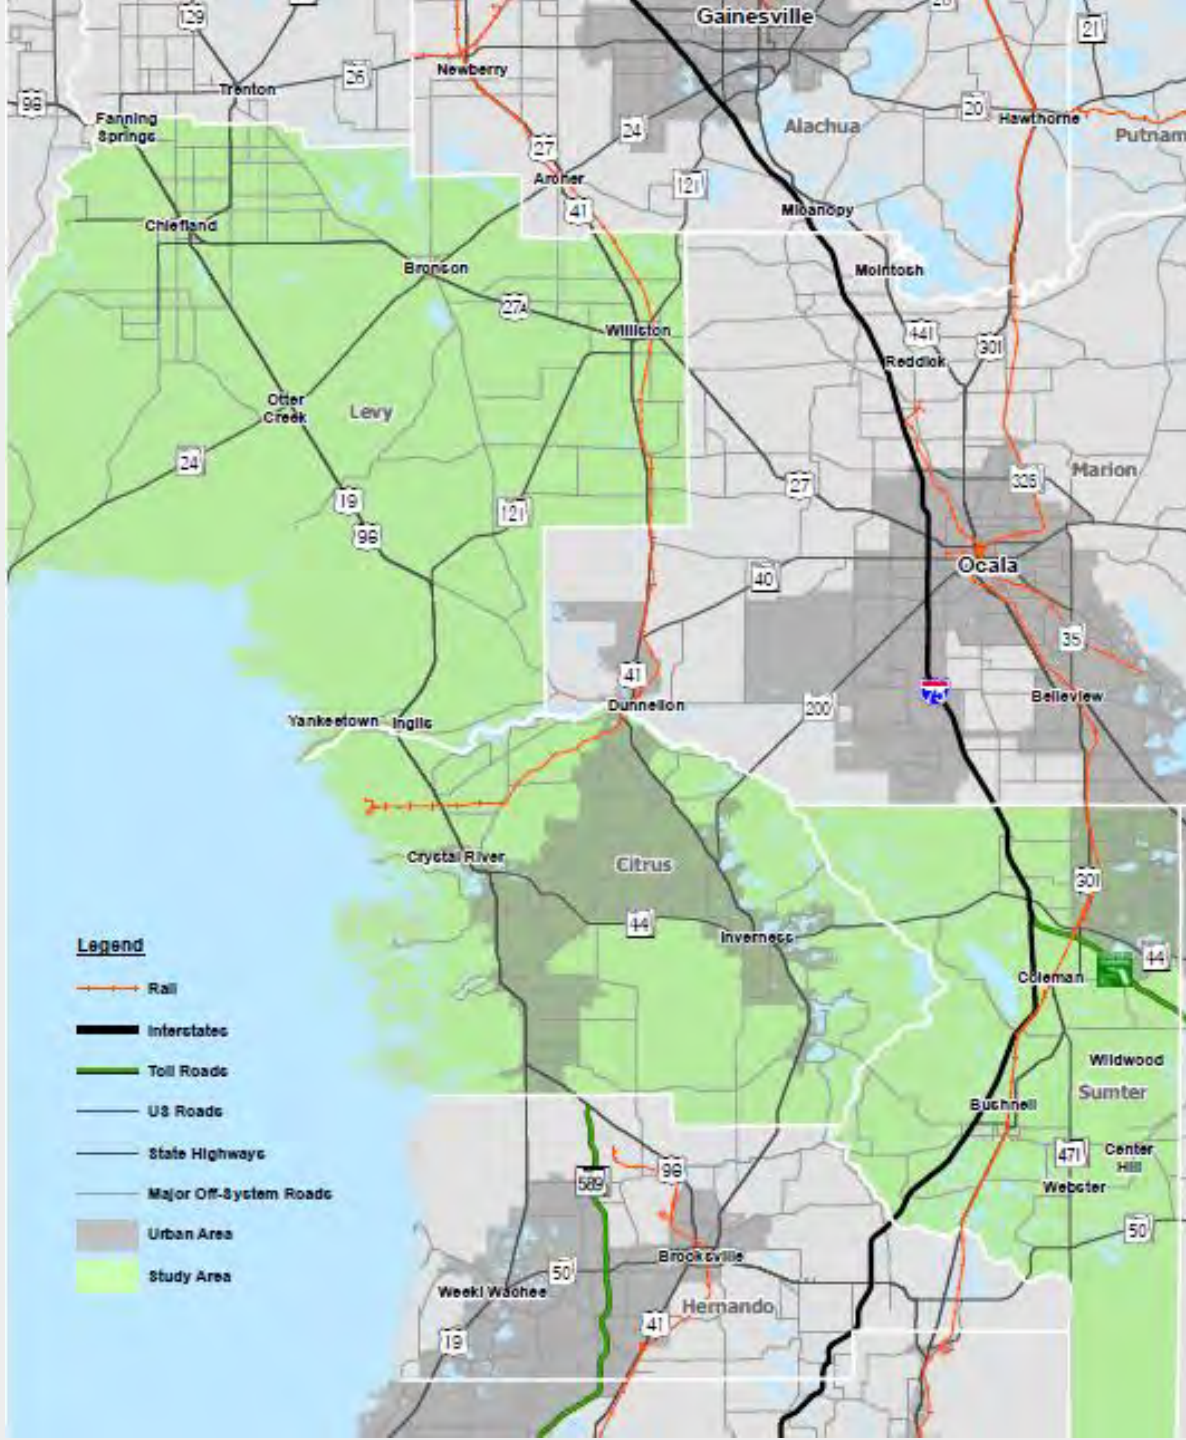 Gainesville
20
21
129
Newberry
26
Trenton
98
20
Hawthorne
Fanning
Springs
24
Alachua
Putnam
27
Archer
121
41
Micanopy
Chiefland
Bronson
McIntosh
27A
Williston
441
301
Reddick
Otter
Creek
Levy
24
Marion
326
27
19
121
98
Ocala
40
35
41
75
Belleview
Dunnellon
200
Yankeetown
Inglis
Crystal River
Citrus
301
44
Inverness
44
Coleman
Legend
Rail
Interstates
Toll Roads
US Roads
State Highways
Major Off-System Roads
Urban Area
Study Area
Wildwood
Sumter
Bushnell
471
Center
Hill
98
589
Webster
50
Brooksville
50
Weeki Wachee
Hernando
41
19